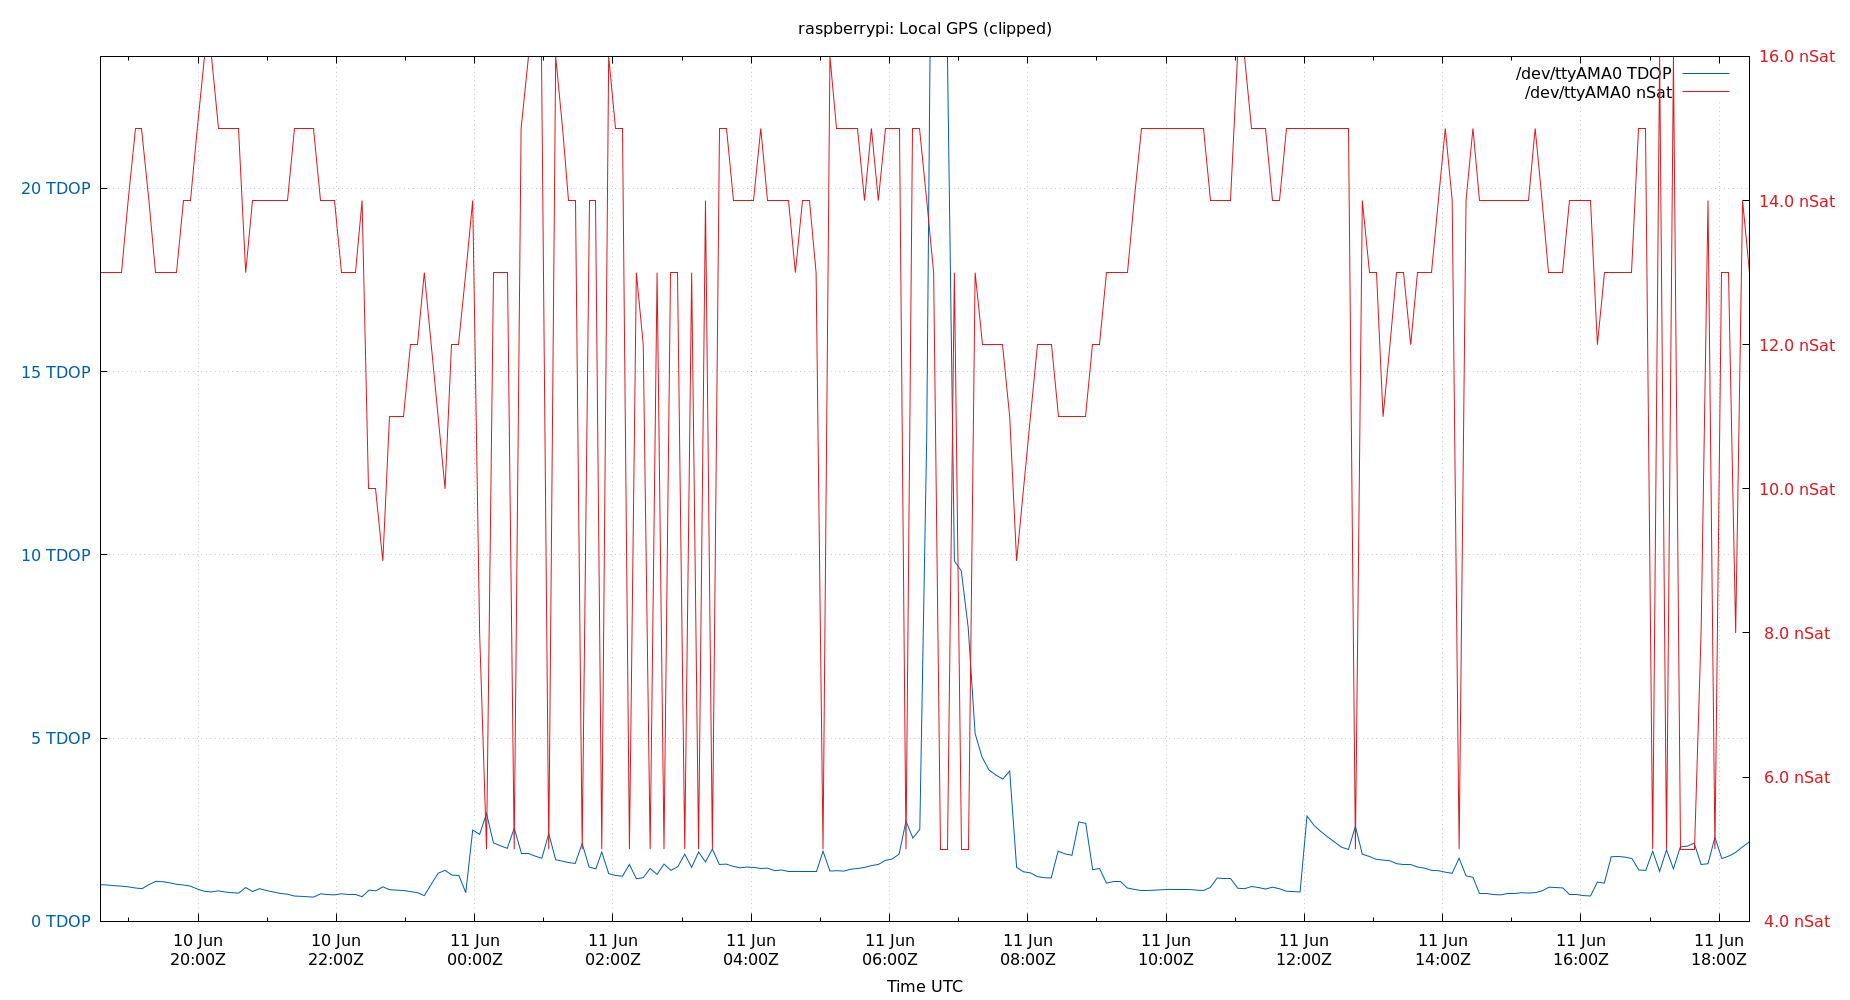 raspberrypi: Local GPS (clipped)
/dev/ttyAMA0 TDOP
/dev/ttyAMA0 nSat
20 TDOP
15 TDOP
10 TDOP
5 TDOP
0 TDOP
16.0 nSat
14.0 nSat
12.0 nSat
10.0 nSat
8.0 nSat
6.0 nSat
4.0 nSat
10 Jun
20:00Z
10 Jun
22:00Z
11 Jun
00:00Z
11 Jun
02:00Z
11 Jun
04:00Z
11 Jun
06:00Z
11 Jun
08:00Z
11 Jun
10:00Z
11 Jun
12:00Z
11 Jun
14:00Z
11 Jun
16:00Z
11 Jun
18:00Z
Time UTC